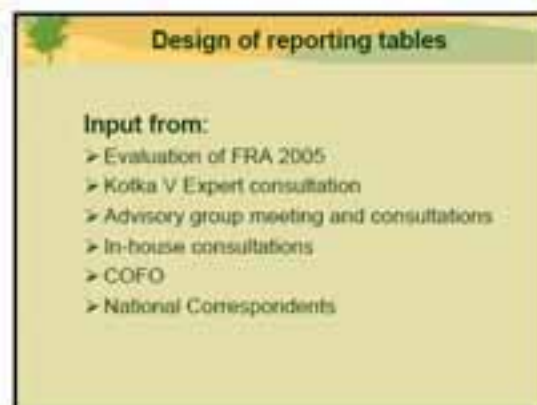 Design of reporting tables
Input from:
➢ Evaluation of FRA 2005
➢ Kotka V Expert consultation
➢ Advisory group meeting and consultations
➢ In-house consultations
➢ COFO
➢ National Correspondents